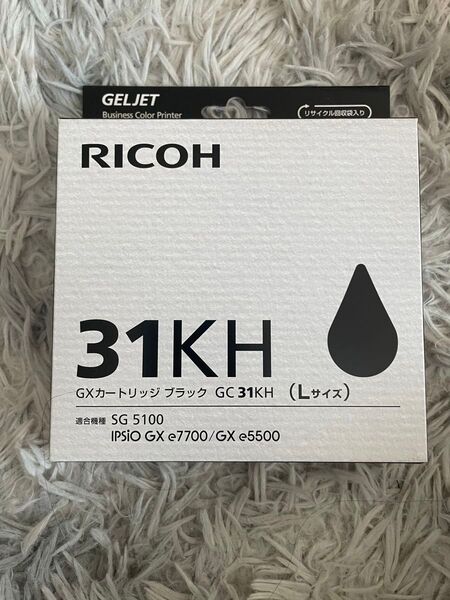 GELJET
Business Color Printer
リサイクル回収袋入り
RICOH
31KH
GXカートリッジ ブラック GC 31KH (Lサイズ)
適合機種 SG 5100
IPSiO GX e7700/GX e5500